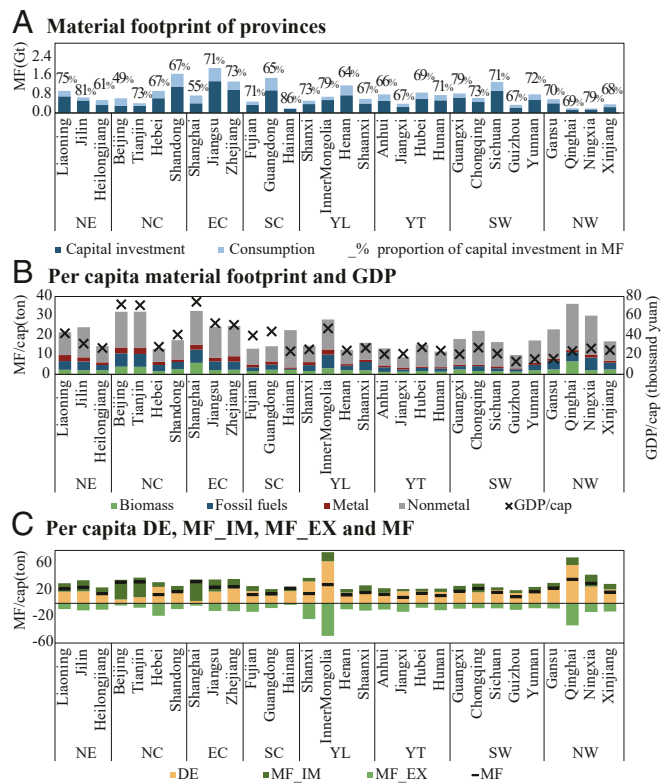 A Material footprint of provinces
MF(Gt)
2.4
1.6
0.8
0.0
75% 81% 61% 49% 73% 67% 67% 55% 71% 73% 71% 65% 86% 73% 79% 64% 67% 66% 67% 69% 71% 79% 73% 71% 67% 72% 70% 69% 79% 68%
Liaoning Jilin Heilongjiang Beijing Tianjin Hebei Shandong Shanghai Jiangsu Zhejiang Fujian Guangdong Hainan Shanxi InnerMongolia Henan Shaanxi Anhui Jiangxi Hubei Hunan Guangxi Chongqing Sichuan Guizhou Yunnan Gansu Qinghai Ningxia Xinjiang
NE NC EC SC YL YT SW NW
Capital investment Consumption _% proportion of capital investment in MF
B Per capita material footprint and GDP
MF/cap(ton)
40
30
20
10
0
80
60
40
20
0
GDP/cap (thousand yuan)
Liaoning Jilin Heilongjiang Beijing Tianjin Hebei Shandong Shanghai Jiangsu Zhejiang Fujian Guangdong Hainan Shanxi InnerMongolia Henan Shaanxi Anhui Jiangxi Hubei Hunan Guangxi Chongqing Sichuan Guizhou Yunnan Gansu Qinghai Ningxia Xinjiang
NE NC EC SC YL YT SW NW
Biomass Fossil fuels Metal Nonmetal GDP/cap
C Per capita DE, MF_IM, MF_EX and MF
MF/cap(ton)
60
0
-60
Liaoning Jilin Heilongjiang Beijing Tianjin Hebei Shandong Shanghai Jiangsu Zhejiang Fujian Guangdong Hainan Shanxi InnerMongolia Henan Shaanxi Anhui Jiangxi Hubei Hunan Guangxi Chongqing Sichuan Guizhou Yunnan Gansu Qinghai Ningxia Xinjiang
NE NC EC SC YL YT SW NW
DE MF_IM MF_EX MF